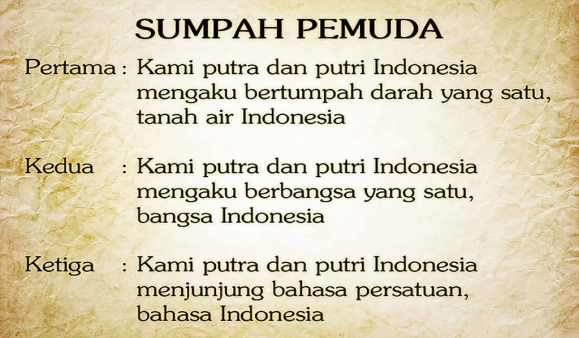 SUMPAH PEMUDA
Pertama : Kami putra dan putri Indonesia
mengaku bertumpah darah yang satu,
tanah air Indonesia
Kedua : Kami putra dan putri Indonesia
mengaku berbangsa yang satu,
bangsa Indonesia
Ketiga : Kami putra dan putri Indonesia
menjunjung bahasa persatuan,
bahasa Indonesia